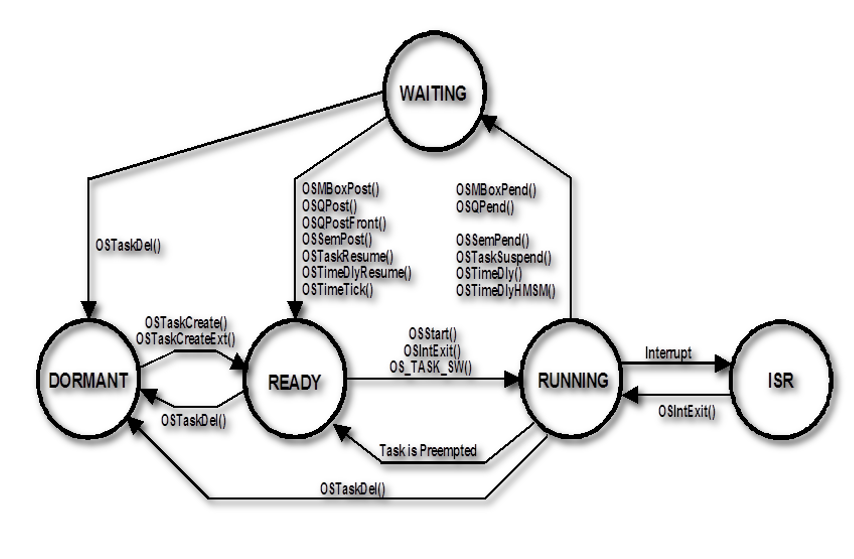 WAITING
OSMBoxPost()
OSQPost()
OSQPostFront()
OSSemPost()
OSTaskResume()
OSTimeDlyResume()
OSTimeTick()
OSMBoxPend()
OSQPend()
OSSemPend()
OSTaskSuspend()
OSTimeDly()
OSTimeDlyHMSM()
OSTaskDel()
OSTaskCreate()
OSTaskCreateExt()
OSStart()
OSIntExit()
OS_TASK_SW()
Interrupt
DORMANT
READY
RUNNING
ISR
OSIntExit()
OSTaskDel()
Task is Preempted
OSTaskDel()